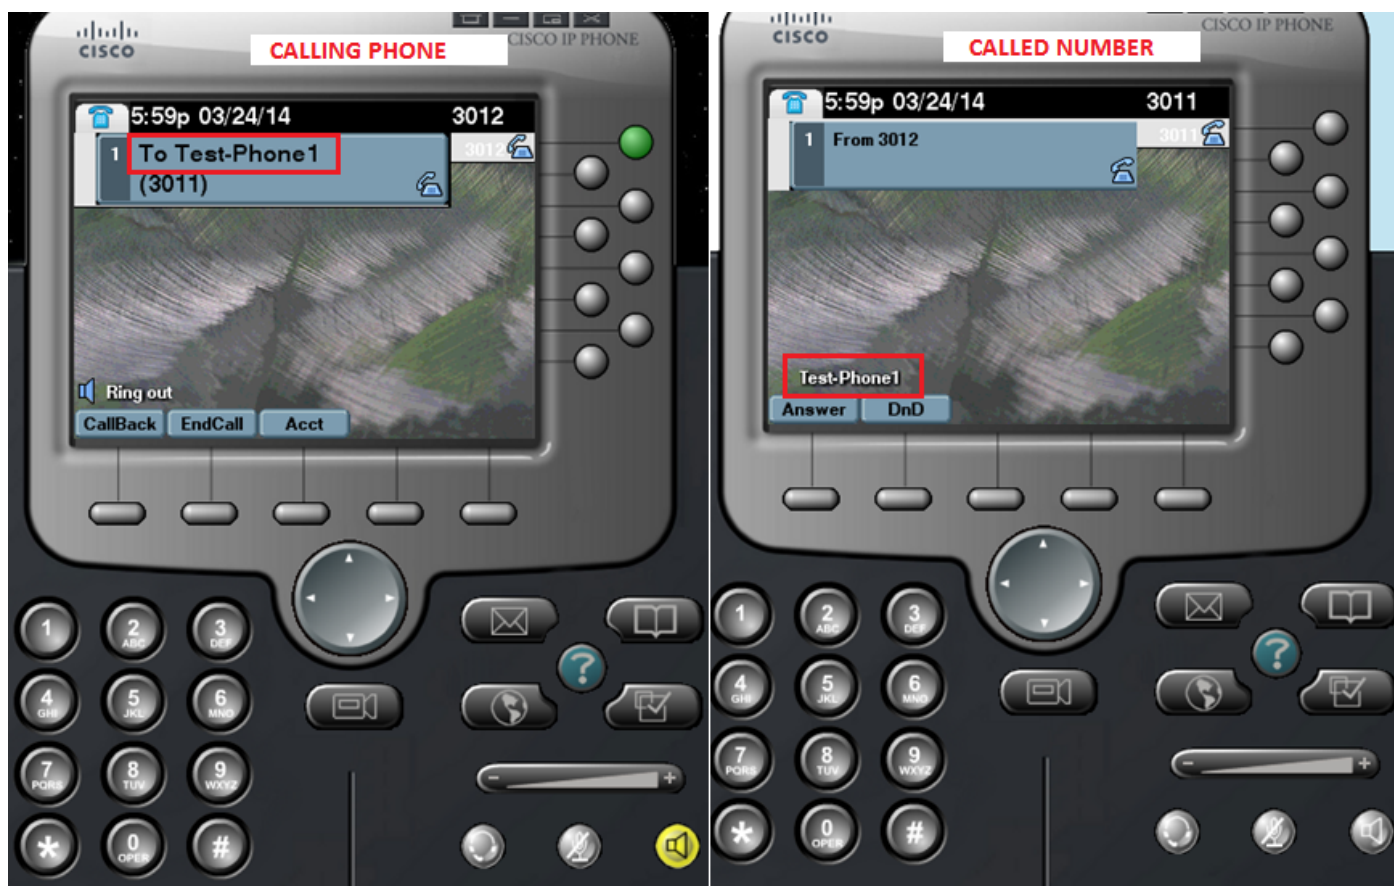 CISCO
CISCO IP PHONE
CALLING PHONE
5:59p 03/24/14
3012
1
To Test-Phone1
3012
(3011)
Ring out
CallBack
EndCall
Acct
1
2
ABC
3
DEF
4
GHI
5
JKL
6
MNO
7
PQRS
8
TUV
9
WXYZ
*
0
OPER
#
?
-
+
CISCO
CISCO IP PHONE
CALLED NUMBER
5:59p 03/24/14
3011
1
From 3012
3011
Test-Phone1
Answer
DnD
1
2
ABC
3
DEF
4
GHI
5
JKL
6
MNO
7
PQRS
8
TUV
9
WXYZ
*
0
OPER
#
?
-
+